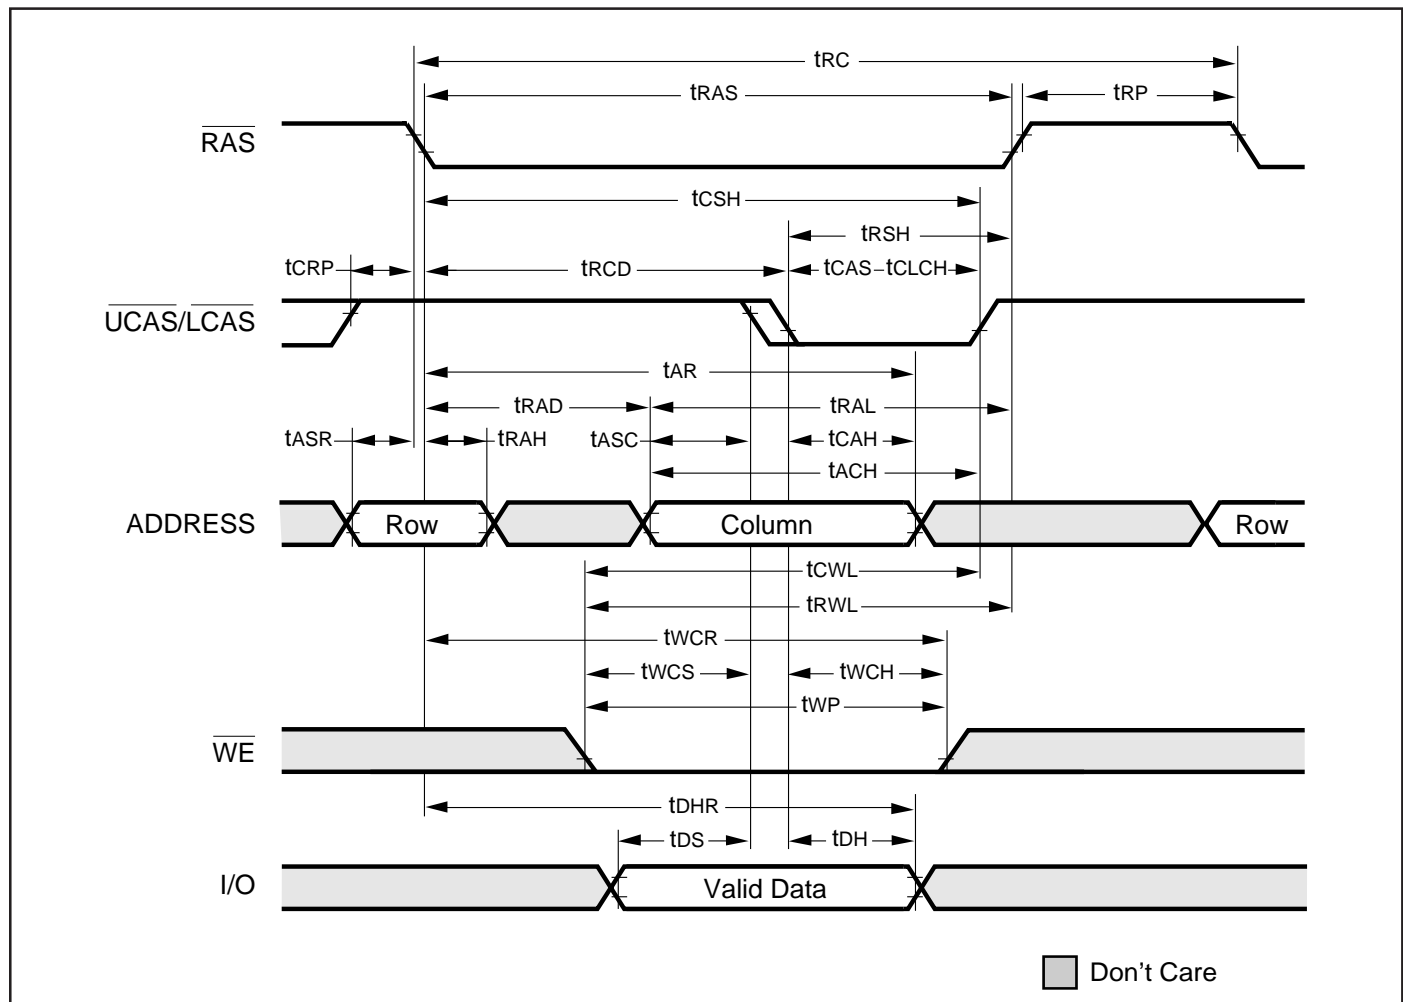 tRC
tRAS
tRP
RAS
tCSH
tRSH
tCRP
tRCD
tCAS
tCLCH
UCAS/LCAS
tAR
tRAD
tRAL
tASR
tRAH
tASC
tCAH
tACH
ADDRESS
Row
Column
Row
tCWL
tRWL
tWCR
tWCS
tWCH
tWP
WE
tDHR
tDS
tDH
I/O
Valid Data
Don't Care